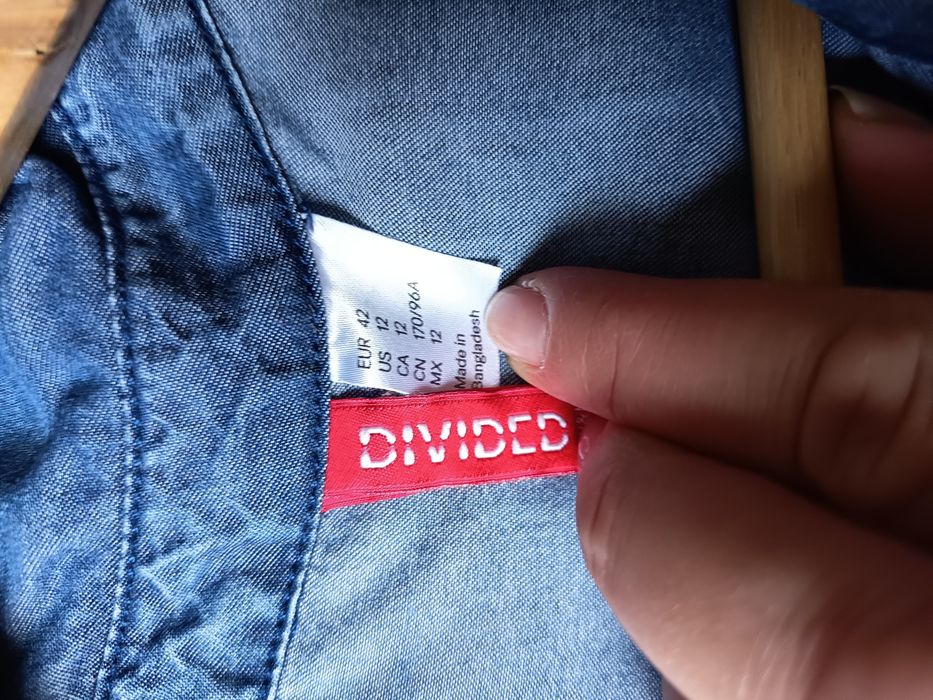 EUR 42
US 12
CA 12
CN 170/96A
MX 12
Made in
Bangladesh
DIVIDED